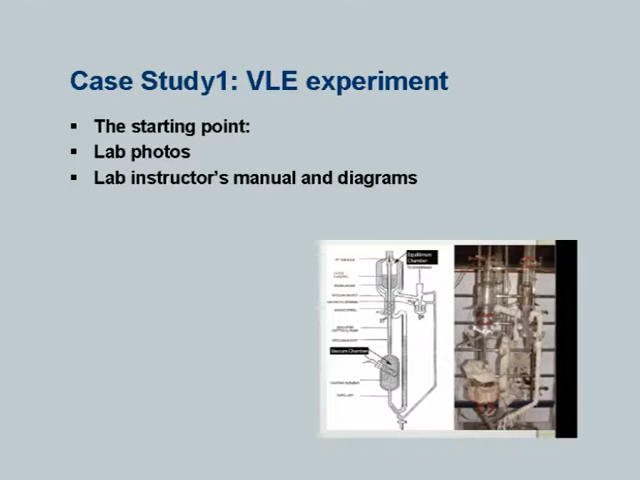 Case Study1: VLE experiment
▪ The starting point:
▪ Lab photos
▪ Lab instructor's manual and diagrams
Equilibrium
Chamber
Vacuum Chamber